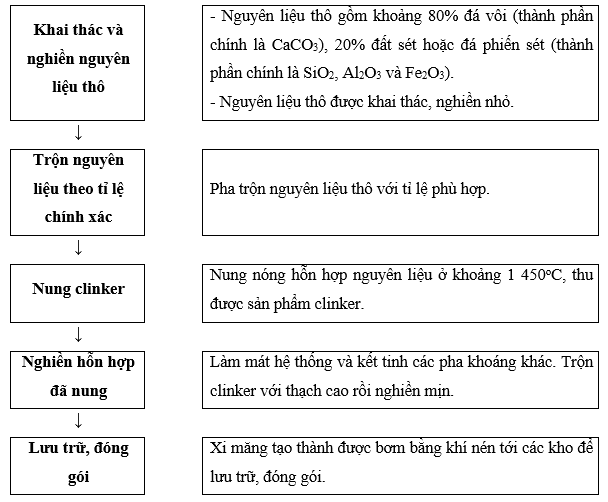 Khai thác và
nghiền nguyên
liệu thô
- Nguyên liệu thô gồm khoảng 80% đá vôi (thành phần
chính là CaCO₃), 20% đất sét hoặc đá phiến sét (thành
phần chính là SiO₂, Al₂O₃ và Fe₂O₃).
- Nguyên liệu thô được khai thác, nghiền nhỏ.
↓
Trộn nguyên
liệu theo tỉ lệ
chính xác
Pha trộn nguyên liệu thô với tỉ lệ phù hợp.
↓
Nung clinker
Nung nóng hỗn hợp nguyên liệu ở khoảng 1 450°C, thu
được sản phẩm clinker.
↓
Nghiền hỗn hợp
đã nung
Làm mát hệ thống và kết tinh các pha khoáng khác. Trộn
clinker với thạch cao rồi nghiền mịn.
↓
Lưu trữ, đóng
gói
Xi măng tạo thành được bơm bằng khí nén tới các kho để
lưu trữ, đóng gói.